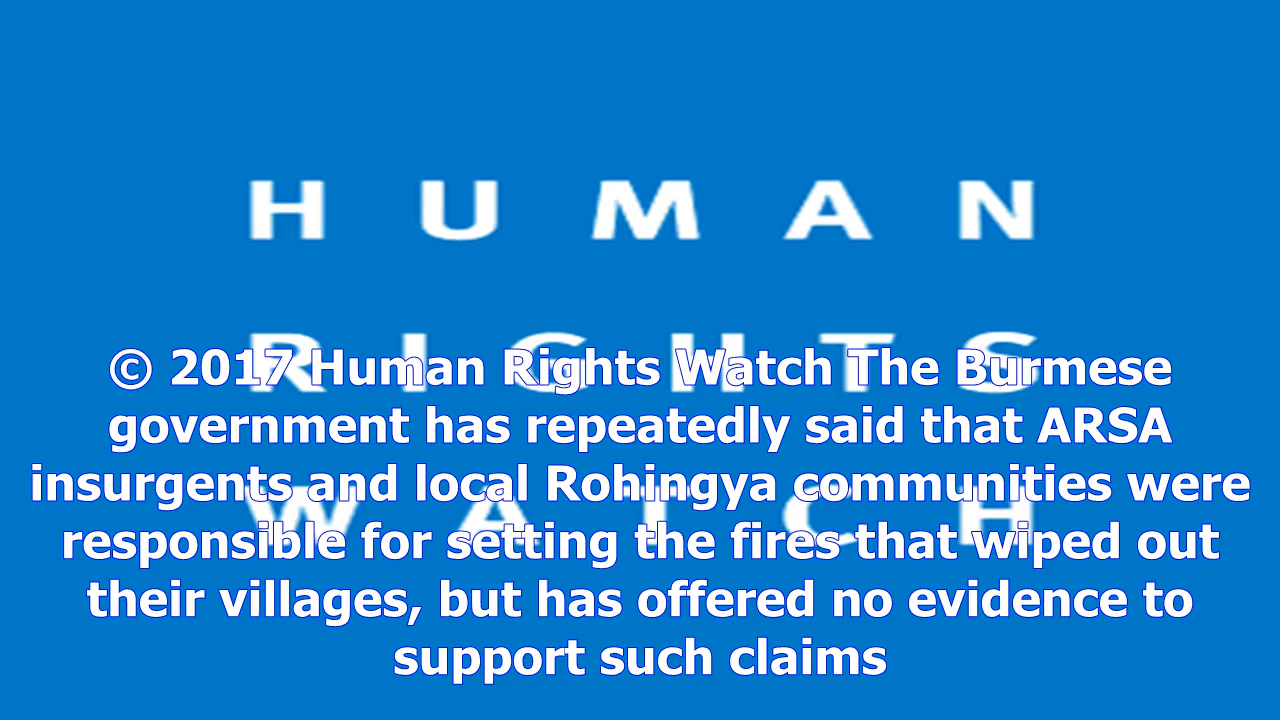 HUMAN
RIGHTS
WATCH
© 2017 Human Rights Watch The Burmese
government has repeatedly said that ARSA
insurgents and local Rohingya communities were
responsible for setting the fires that wiped out
their villages, but has offered no evidence to
support such claims